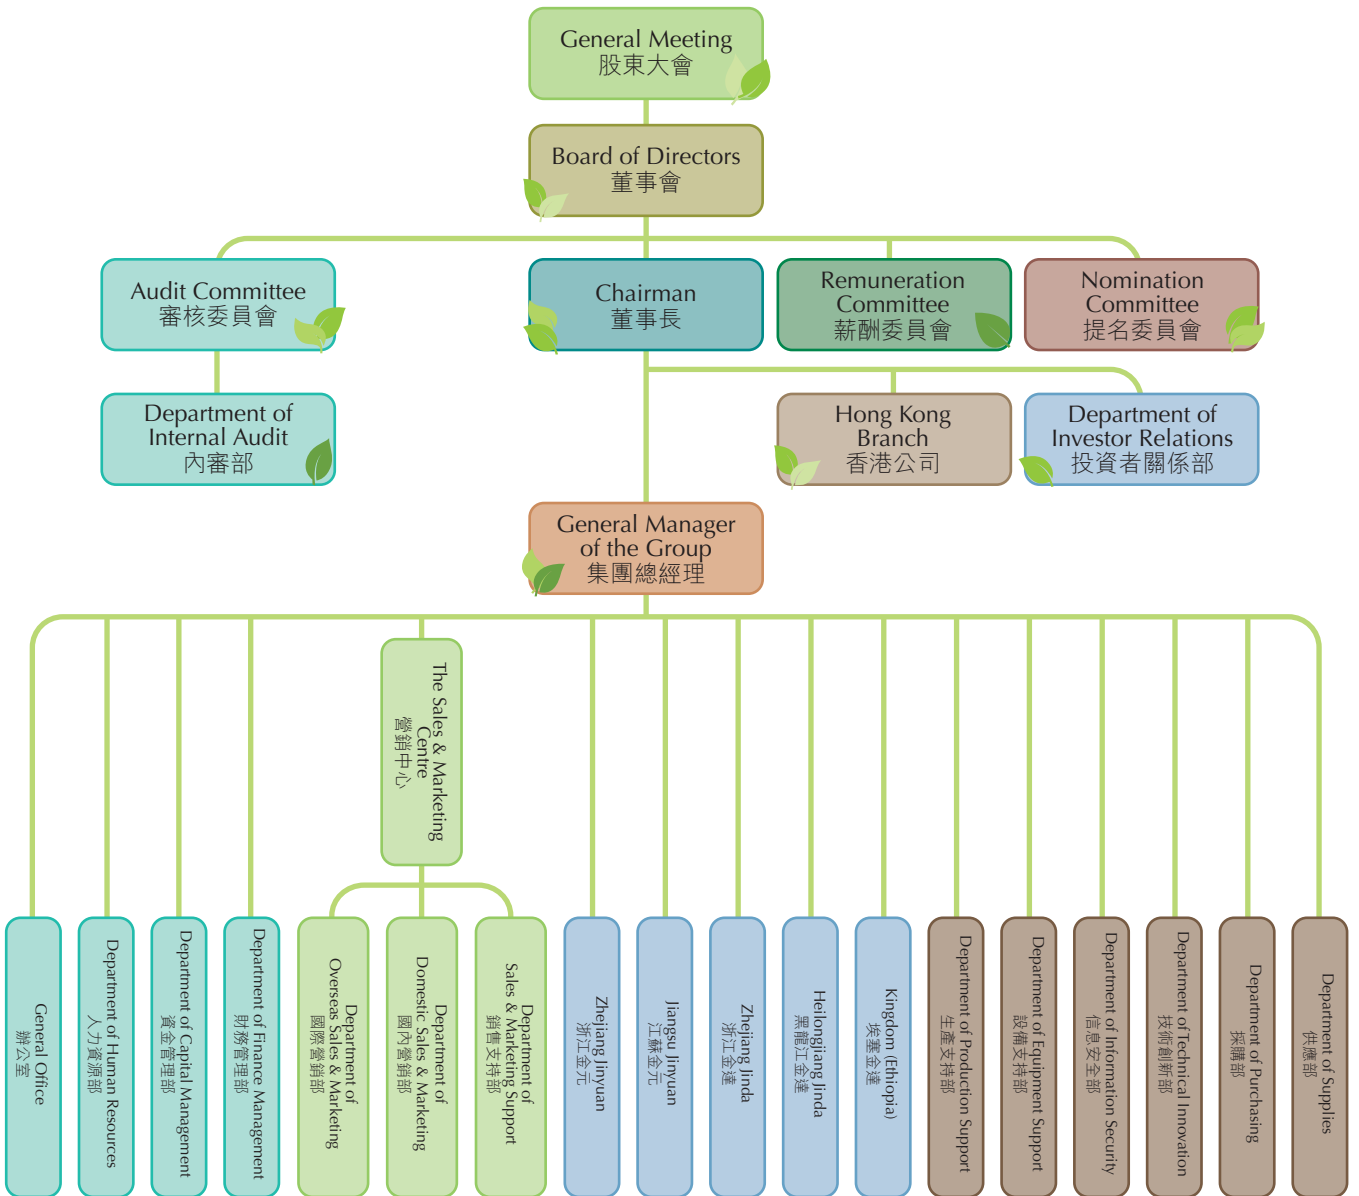 General Meeting
股東大會
Board of Directors
董事會
Audit Committee
審核委員會
Chairman
董事長
Remuneration
Committee
薪酬委員會
Nomination
Committee
提名委員會
Department of
Internal Audit
內審部
Hong Kong
Branch
香港公司
Department of
Investor Relations
投資者關係部
General Manager
of the Group
集團總經理
The Sales & Marketing
Centre
營銷中心
General Office
辦公室
Department of Human Resources
人力資源部
Department of Capital Management
資金管理部
Department of Finance Management
財務管理部
Department of
Overseas Sales & Marketing
國際營銷部
Department of
Domestic Sales & Marketing
國內營銷部
Department of
Sales & Marketing Support
銷售支持部
Zhejiang Jinyuan
浙江金元
Jiangsu Jinyuan
江蘇金元
Zhejiang Jinda
浙江金達
Heilongjiang Jinda
黑龍江金達
Kingdom (Ethiopia)
埃塞金達
Department of Production Support
生產支持部
Department of Equipment Support
設備支持部
Department of Information Security
信息安全部
Department of Technical Innovation
技術創新部
Department of Purchasing
採購部
Department of Supplies
供應部